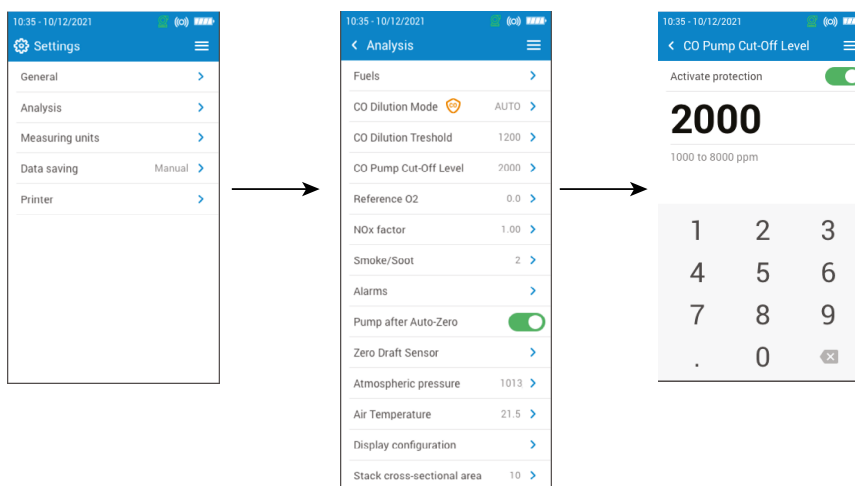 10:35 - 10/12/2021
Settings
General
Analysis
Measuring units
Data saving Manual
Printer
10:35 - 10/12/2021
Analysis
Fuels
CO Dilution Mode CO AUTO
CO Dilution Treshold 1200
CO Pump Cut-Off Level 2000
Reference O2 0.0
NOx factor 1.00
Smoke/Soot 2
Alarms
Pump after Auto-Zero
Zero Draft Sensor
Atmospheric pressure 1013
Air Temperature 21.5
Display configuration
Stack cross-sectional area 10
10:35 - 10/12/2021
CO Pump Cut-Off Level
Activate protection
2000
1000 to 8000 ppm
1 2 3
4 5 6
7 8 9
. 0